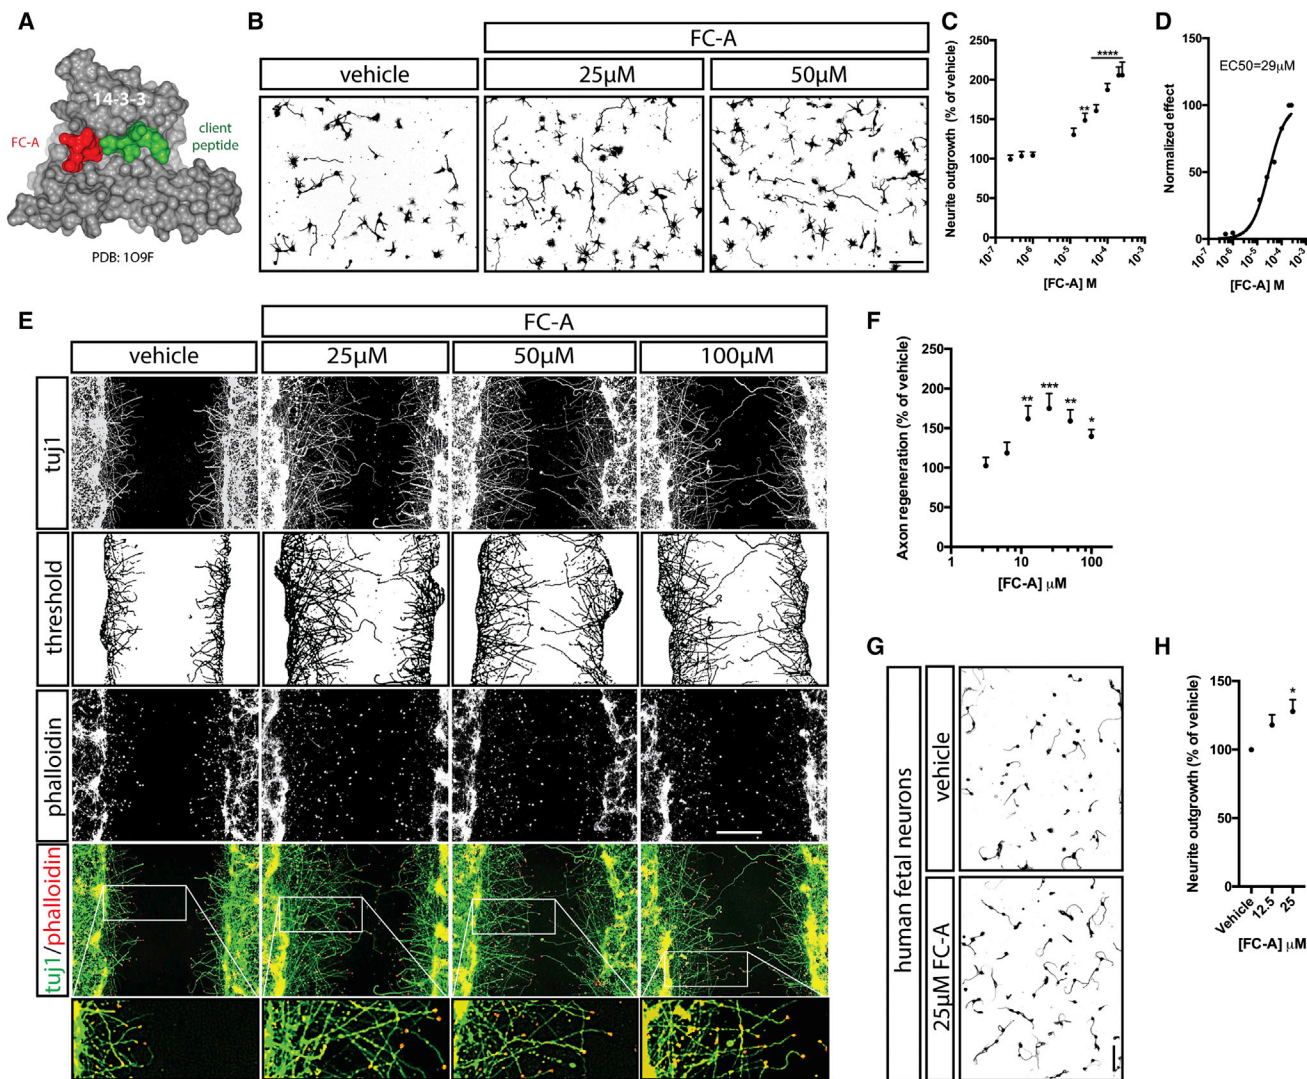 A
14-3-3
FC-A
client
peptide
PDB: 1O9F
B
FC-A
vehicle
25µM
50µM
C
Neurite outgrowth (% of vehicle)
250
200
150
100
50
0
**
****
10-7
10-6
10-5
10-4
10-3
[FC-A] M
D
Normalized effect
150
100
50
0
EC50=29µM
10-7
10-6
10-5
10-4
10-3
[FC-A] M
E
FC-A
vehicle
25µM
50µM
100µM
tuj1
threshold
phalloidin
tuj1/phalloidin
F
Axon regeneration (% of vehicle)
250
200
150
100
50
0
**
***
**
*
1
10
100
[FC-A] µM
G
human fetal neurons
vehicle
25µM FC-A
H
Neurite outgrowth (% of vehicle)
150
100
50
0
*
Vehicle
12.5
25
[FC-A] µM